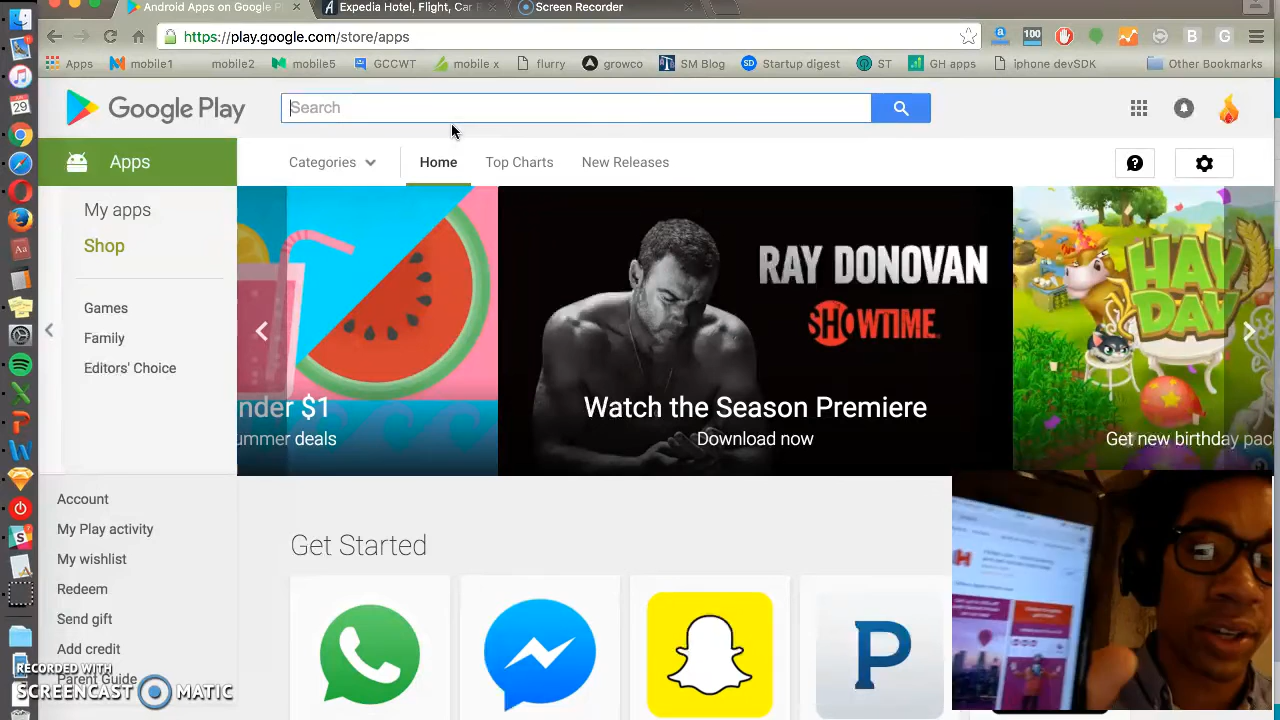 Android Apps on Google P
Expedia Hotel, Flight, Car
Screen Recorder
https://play.google.com/store/apps
100
B
G
Apps
mobile1
mobile2
mobile5
GCCWT
mobile x
flurry
growco
SM Blog
SD
Startup digest
ST
GH apps
iphone devSDK
Other Bookmarks
Google Play
Search
Apps
Categories
Home
Top Charts
New Releases
My apps
Shop
Games
Family
Editors' Choice
RAY DONOVAN
SHOWTIME
HAY
DAY
nder $1
ummer deals
Watch the Season Premiere
Download now
Get new birthday pac
Account
My Play activity
My wishlist
Redeem
Send gift
Add credit
Parent Guide
Get Started
P
RECORDED WITH
SCREENCAST MATIC